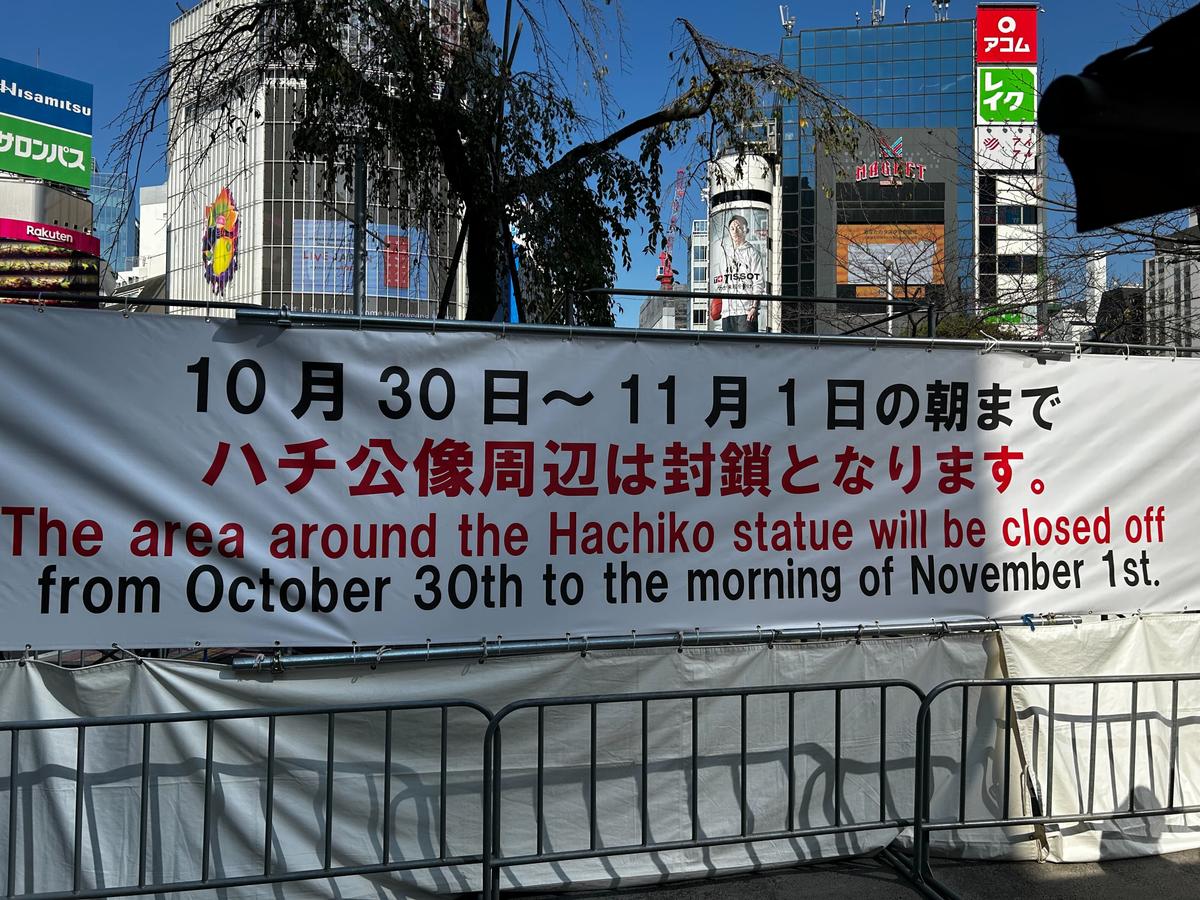 Hisamitsu
サロンパス
Rakuten
アコム
レイク
MAGNET
TISSOT
10月30日～11月1日の朝まで
ハチ公像周辺は封鎖となります。
The area around the Hachiko statue will be closed off
from October 30th to the morning of November 1st.